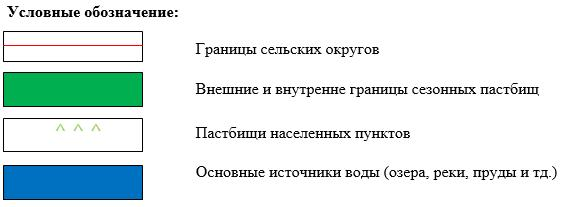 Условные обозначение:
Границы сельских округов
Внешние и внутренне границы сезонных пастбищ
Пастбищи населенных пунктов
Основные источники воды (озера, реки, пруды и тд.)